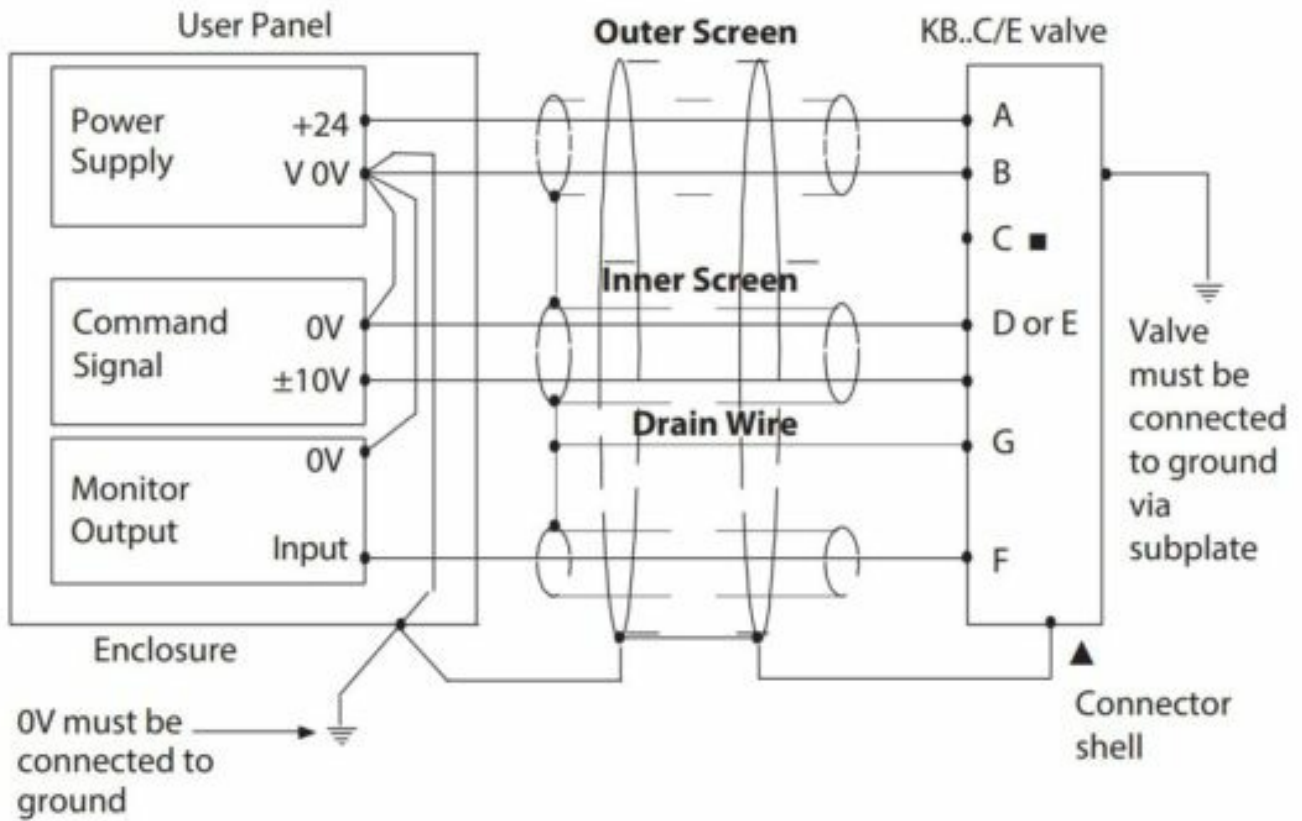 User Panel
Outer Screen
KB..C/E valve
Power
Supply
+24
V 0V
A
B
C ■
Command
Signal
0V
±10V
Inner Screen
D or E
Valve
must be
connected
to ground
via
subplate
Drain Wire
G
Monitor
Output
0V
Input
F
Enclosure
0V must be
connected to
ground
▲
Connector
shell